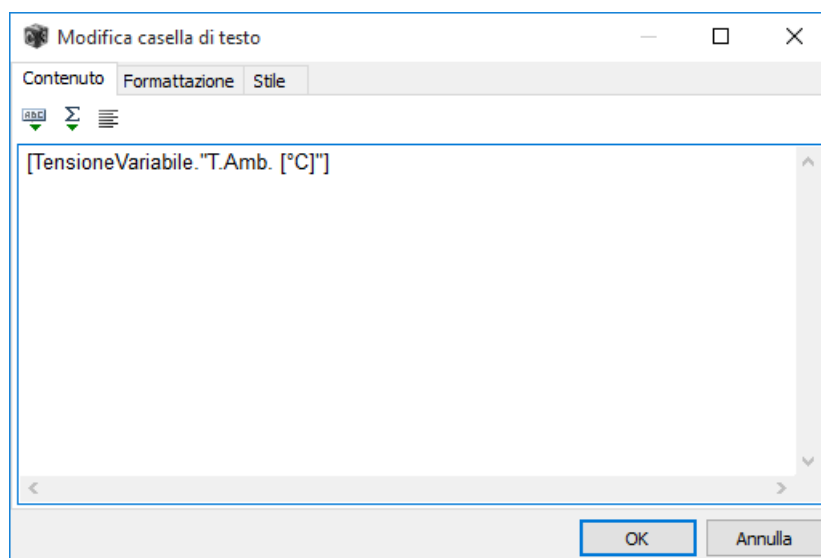 Modifica casella di testo
Contenuto Formattazione Stile
[TensioneVariabile."T.Amb. [°C]"]
OK Annulla